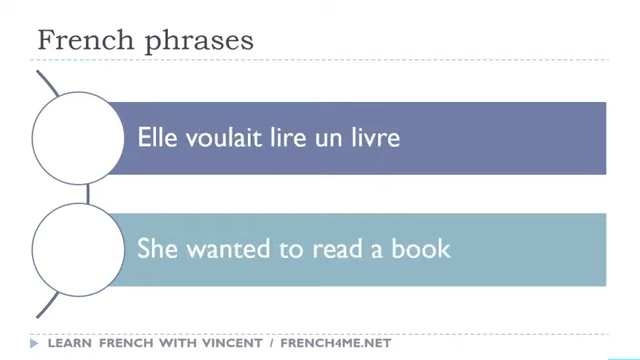 French phrases
Elle voulait lire un livre
She wanted to read a book
LEARN FRENCH WITH VINCENT / FRENCH4ME.NET